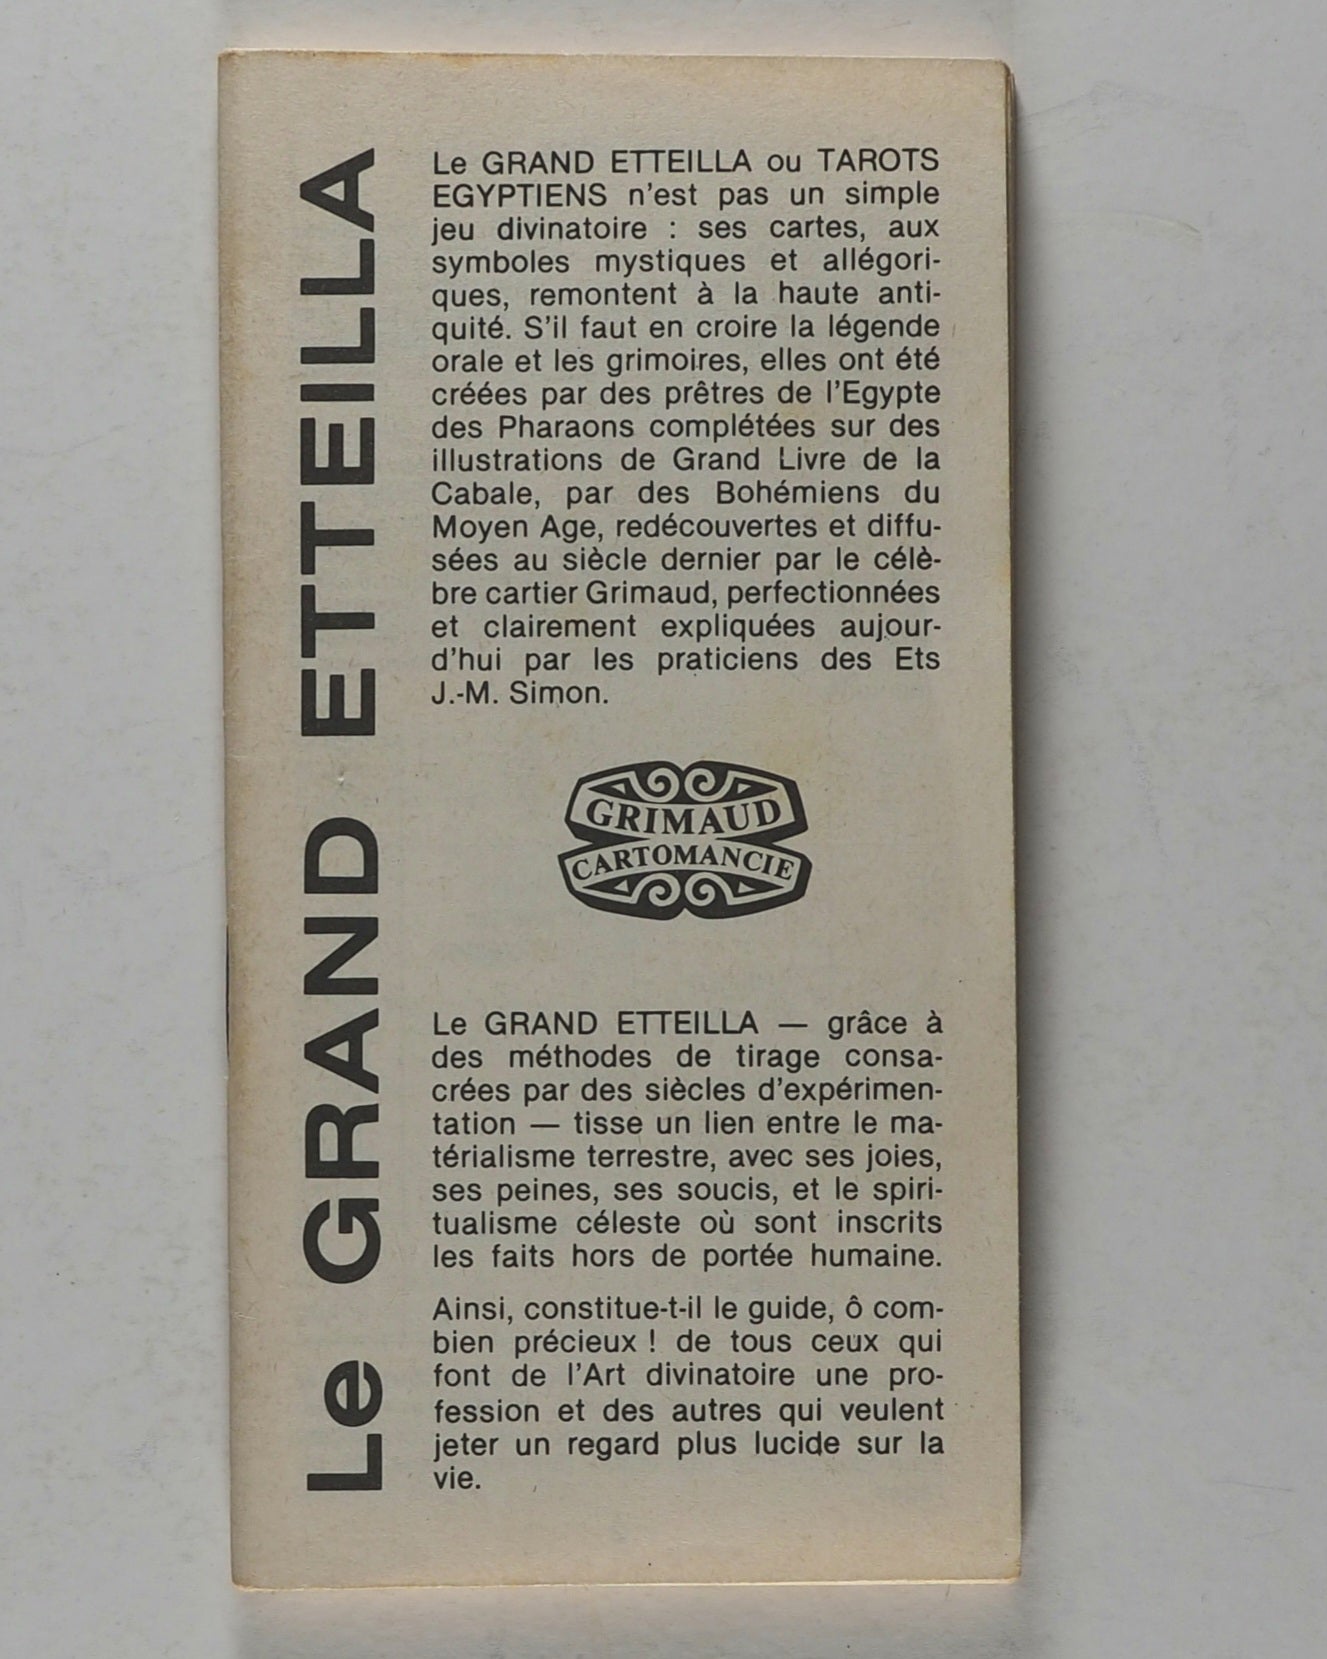 Le GRAND ETTEILLA
Le GRAND ETTEILLA ou TAROTS
EGYPTIENS n'est pas un simple
jeu divinatoire : ses cartes, aux
symboles mystiques et allégori-
ques, remontent à la haute anti-
quité. S'il faut en croire la légende
orale et les grimoires, elles ont été
créées par des prêtres de l'Egypte
des Pharaons complétées sur des
illustrations de Grand Livre de la
Cabale, par des Bohémiens du
Moyen Age, redécouvertes et diffu-
sées au siècle dernier par le célè-
bre cartier Grimaud, perfectionnées
et clairement expliquées aujour-
d'hui par les praticiens des Ets
J.-M. Simon.
GRIMAUD
CARTOMANCIE
Le GRAND ETTEILLA — grâce à
des méthodes de tirage consa-
crées par des siècles d'expérimen-
tation — tisse un lien entre le ma-
térialisme terrestre, avec ses joies,
ses peines, ses soucis, et le spiri-
tualisme céleste où sont inscrits
les faits hors de portée humaine.
Ainsi, constitue-t-il le guide, ô com-
bien précieux ! de tous ceux qui
font de l'Art divinatoire une pro-
fession et des autres qui veulent
jeter un regard plus lucide sur la
vie.